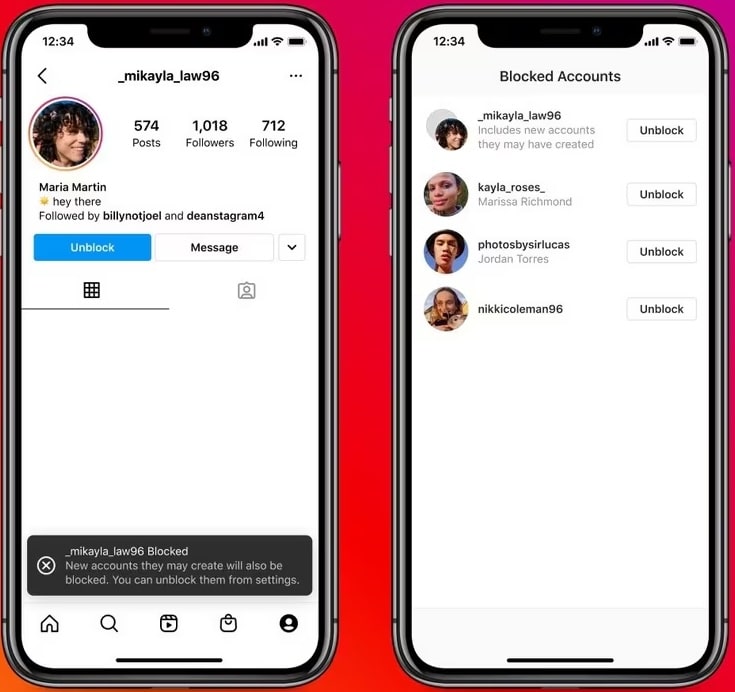 12:34
_mikayla_law96
574
1,018
712
Posts
Followers
Following
Maria Martin
☀️ hey there
Followed by billynotjoel and deanstagram4
Unblock
Message
_mikayla_law96 Blocked
New accounts they may create will also be
blocked. You can unblock them from settings.
12:34
Blocked Accounts
_mikayla_law96
Includes new accounts
they may have created
Unblock
kayla_roses_
Marissa Richmond
Unblock
photosbysirlucas
Jordan Torres
Unblock
nikkicoleman96
Unblock